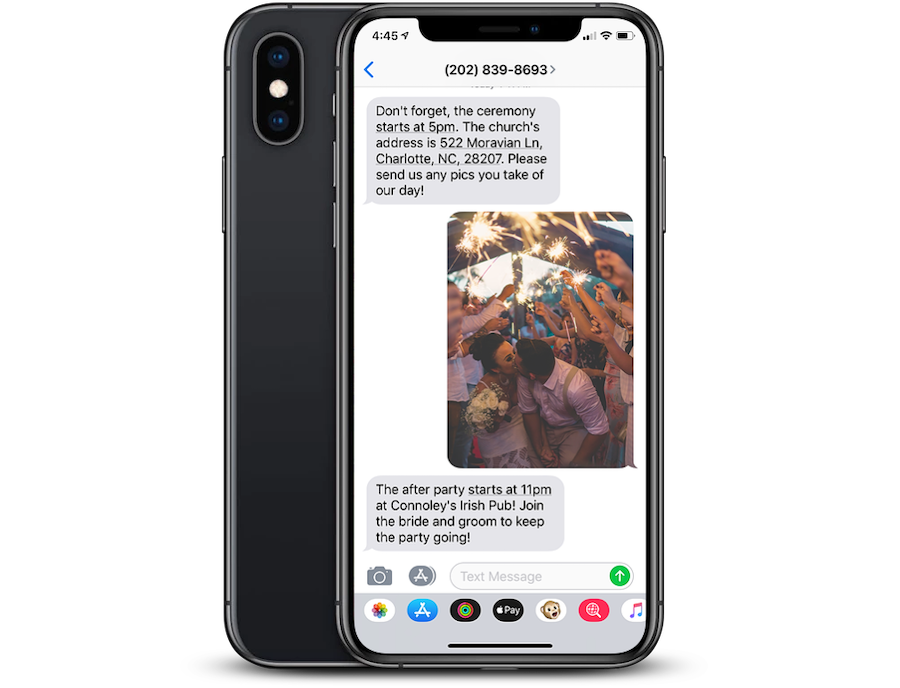 4:45
(202) 839-8693
Don't forget, the ceremony
starts at 5pm. The church's
address is 522 Moravian Ln,
Charlotte, NC, 28207. Please
send us any pics you take of
our day!
The after party starts at 11pm
at Connoley's Irish Pub! Join
the bride and groom to keep
the party going!
Text Message
Pay